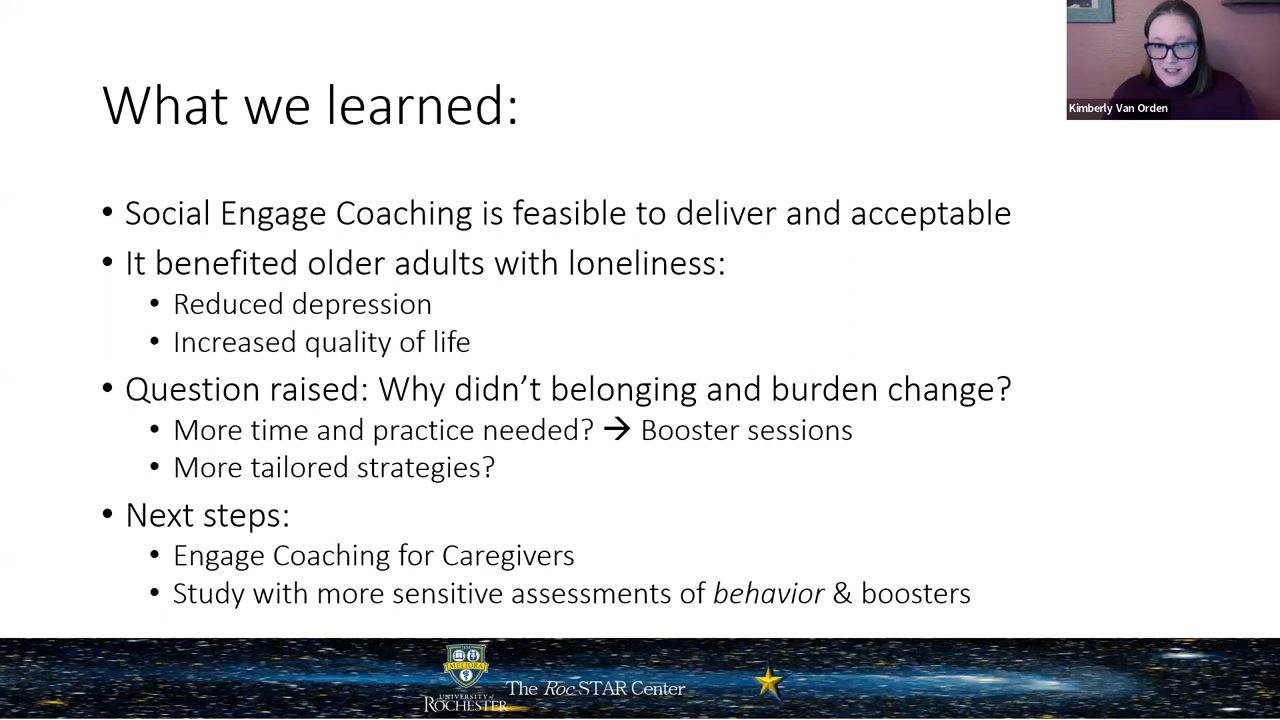 Kimberly Van Orden
What we learned:
• Social Engage Coaching is feasible to deliver and acceptable
• It benefited older adults with loneliness:
• Reduced depression
• Increased quality of life
• Question raised: Why didn’t belonging and burden change?
• More time and practice needed? → Booster sessions
• More tailored strategies?
• Next steps:
• Engage Coaching for Caregivers
• Study with more sensitive assessments of behavior & boosters
MELIORA
UNIVERSITY of
ROCHESTER
The RocSTAR Center